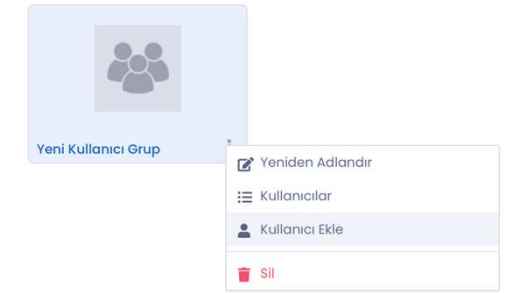 Yeni Kullanıcı Grup
Yeniden Adlandır
Kullanıcılar
Kullanıcı Ekle
Sil